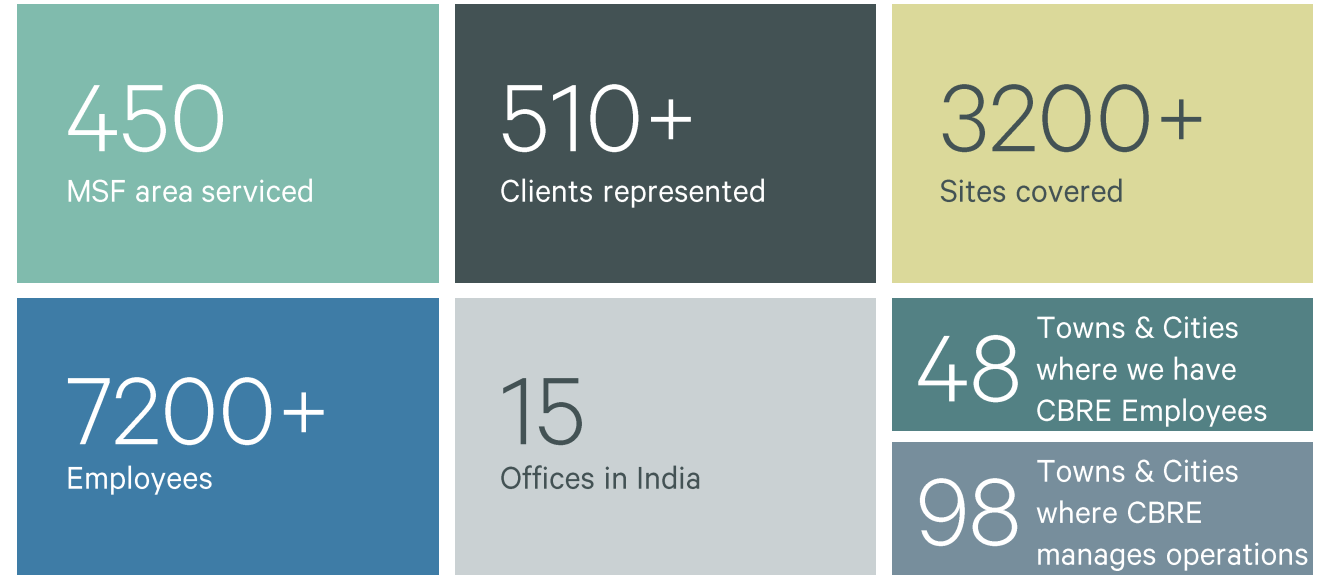 450
MSF area serviced
510+
Clients represented
3200+
Sites covered
7200+
Employees
15
Offices in India
48
Towns & Cities
where we have
CBRE Employees
98
Towns & Cities
where CBRE
manages operations